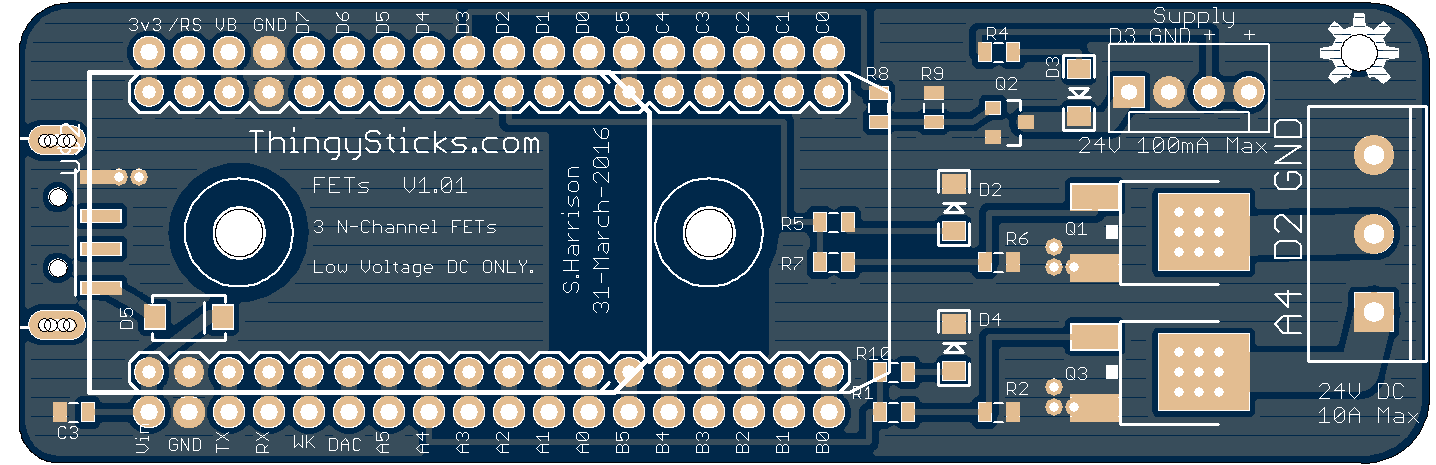 3v3 /RS VB GND D7 D6 D5 D4 D3 D2 D1 D0 C5 C4 C3 C2 C1 C0
Supply
D3 GND + +
R4
D3
R8 R9 Q2
24V 100mA Max
ThingySticks.com
FETs V1.01
3 N-Channel FETs
Low Voltage DC ONLY.
S.Harrison
31-March-2016
D2
R5
R7
R6
Q1
D2 GND
A4
D5
D4
R10
R1
R2
Q3
24V DC
10A Max
C3
Vin GND TX RX WK DAC A5 A4 A3 A2 A1 A0 B5 B4 B3 B2 B1 B0